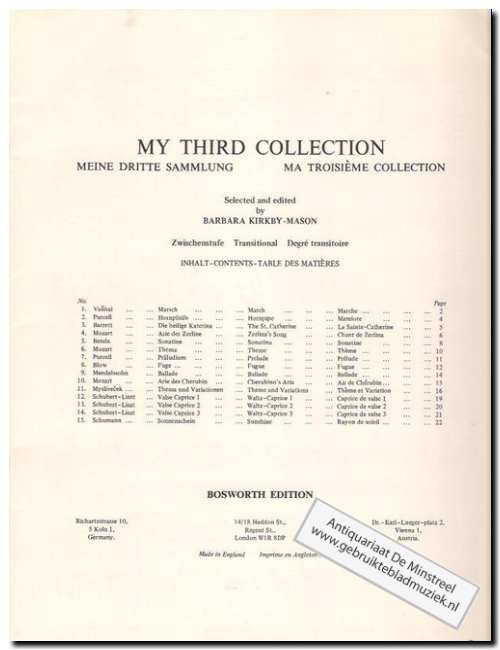 MY THIRD COLLECTION
MEINE DRITTE SAMMLUNG MA TROISIÈME COLLECTION
Selected and edited
by
BARBARA KIRKBY-MASON
Zwischenstufe Transitional Degré transitoire
INHALT-CONTENTS-TABLE DES MATIÈRES
No. Page
1. Vaňhal ... Marsch ... ... March ... ... Marche ... ... ... 2
2. Purcell ... Hornpipe ... ... Matelote ... ... 4
3. Barrett ... Die heilige Katerina ... The St. Catherine ... La Sainte-Catherine ... 5
4. Mozart ... Arie des Zerline ... Zerlina's Song ... Chant de Zerlina ... ... 6
5. Benda ... Sonatine ... ... Sonatina ... ... Sonatine ... ... 8
6. Mozart ... Thema ... ... Theme ... ... Thème ... ... ... 10
7. Purcell ... Präludium ... ... Prelude ... ... Prélude ... ... ... 11
8. Blow ... Fuge ... ... Fugue ... ... Fugue ... ... ... 12
9. Mendelssohn ... Ballade ... ... Ballade ... ... Ballade ... ... ... 14
10. Mozart ... Arie des Cherubin ... Cherubino's Aria ... Air de Chérubin ... ... 15
11. Mysliveček ... Thema und Variationen ... Theme and Variations ... Thème et Variation ... ... 16
12. Schubert-Liszt ... Valse Caprice 1 ... Waltz-Caprice 1 ... Caprice de valse 1 ... ... 19
13. Schubert-Liszt ... Valse Caprice 2 ... Waltz-Caprice 2 ... Caprice de valse 2 ... ... 20
14. Schubert-Liszt ... Valse Caprice 3 ... Waltz-Caprice 3 ... Caprice de valse 3 ... ... 21
15. Schumann ... Sonnenschein ... Sunshine ... ... Rayon de soleil ... ... 22
BOSWORTH EDITION
Richartzstrasse 10, 14/18 Heddon St., Dr.-Karl-Lueger-platz 2,
5 Koln 1, Regent St., Vienna 1,
Germany. London W1R 8DP Austria.
Made in England Imprime en Angleterre
Antiquariaat De Minstreel
www.gebruiktebladmuziek.nl